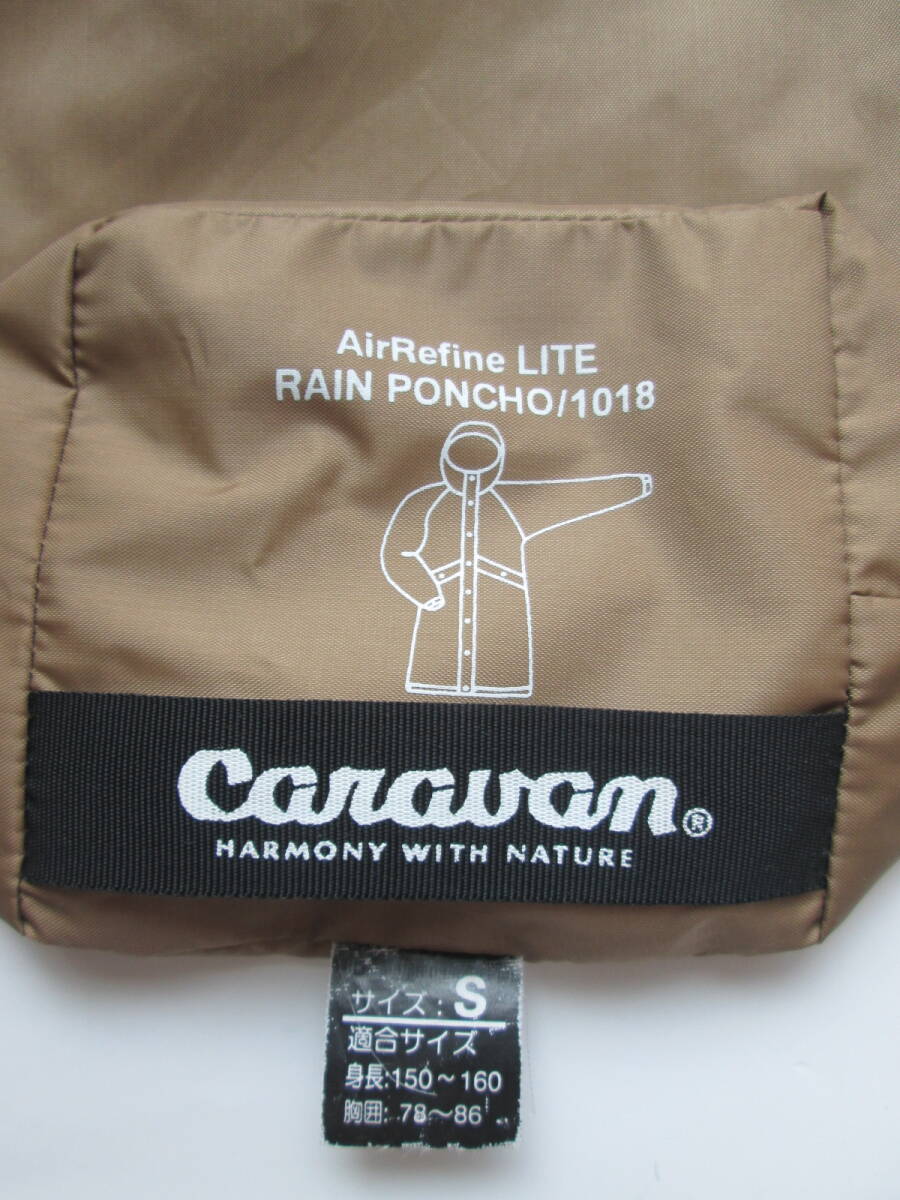 AirRefine LITE
RAIN PONCHO/1018
caravan®
HARMONY WITH NATURE
サイズ: S
適合サイズ
身長:150～160
胸囲: 78～86